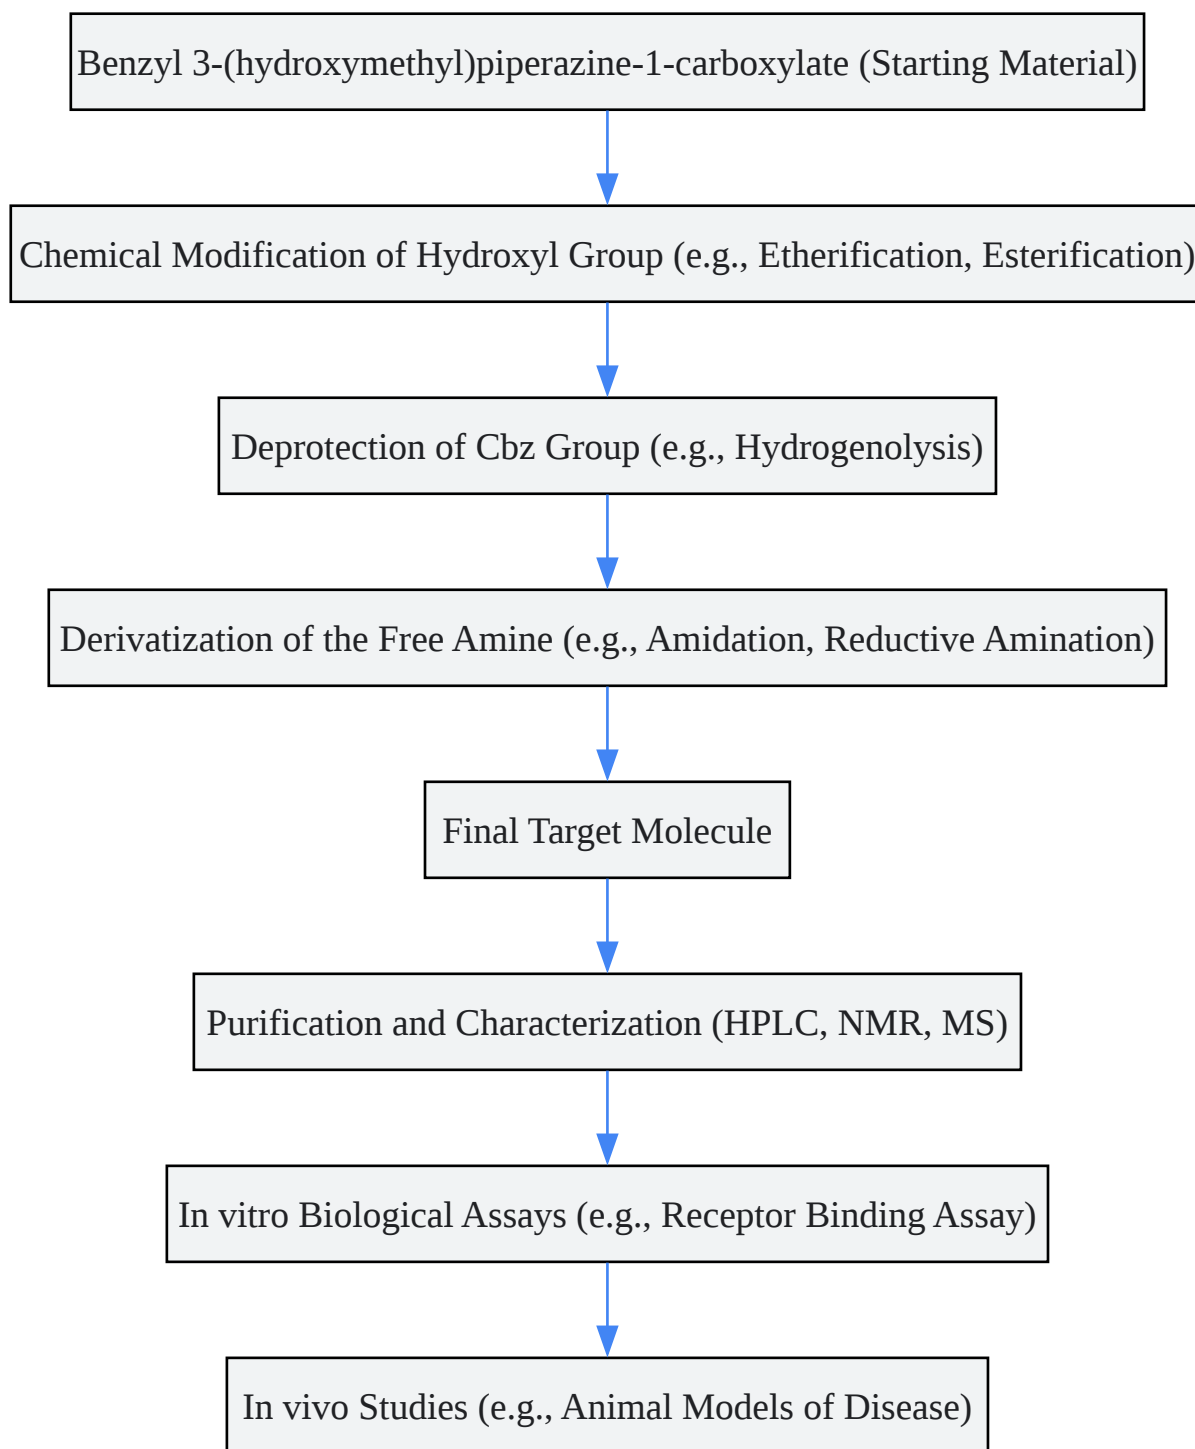 Benzyl 3-(hydroxymethyl)piperazine-1-carboxylate (Starting Material)
Chemical Modification of Hydroxyl Group (e.g., Etherification, Esterification)
Deprotection of Cbz Group (e.g., Hydrogenolysis)
Derivatization of the Free Amine (e.g., Amidation, Reductive Amination)
Final Target Molecule
Purification and Characterization (HPLC, NMR, MS)
In vitro Biological Assays (e.g., Receptor Binding Assay)
In vivo Studies (e.g., Animal Models of Disease)